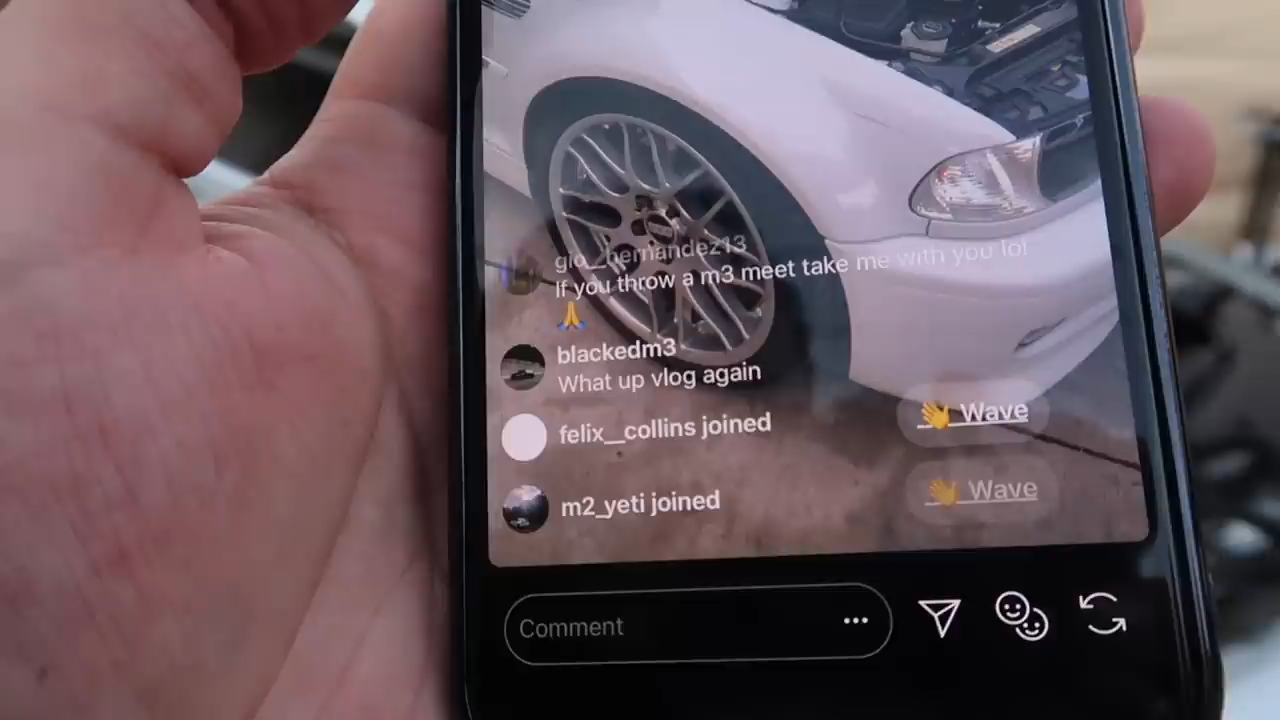 gio__hernandez13
If you throw a m3 meet take me with you lol
🙏
blackedm3
What up vlog again
felix__collins joined
👋 Wave
m2_yeti joined
👋 Wave
Comment